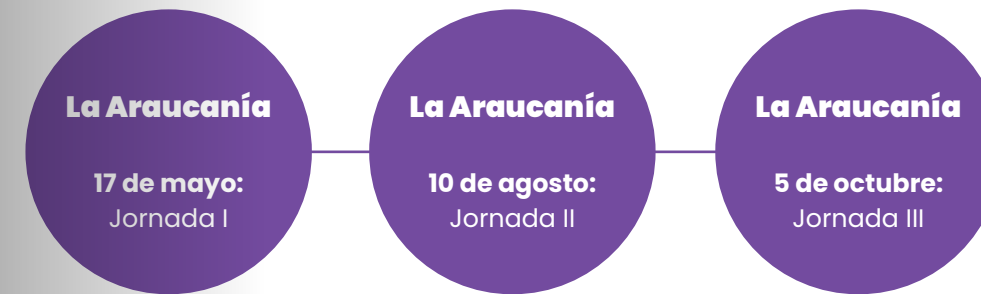 La Araucanía
17 de mayo:
Jornada I
La Araucanía
10 de agosto:
Jornada II
La Araucanía
5 de octubre:
Jornada III